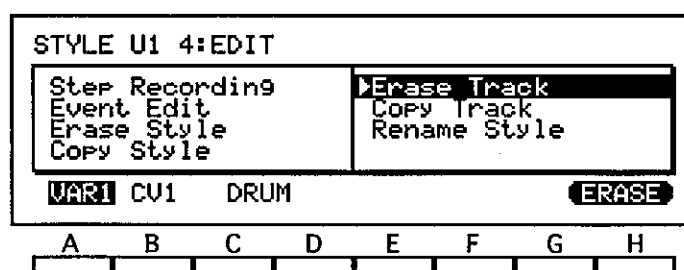 STYLE U1 4:EDIT
Step Recording
Event Edit
Erase Style
Copy Style
Erase Track
Copy Track
Rename Style
VAR1 CV1 DRUM ERASE
A B C D E F G H